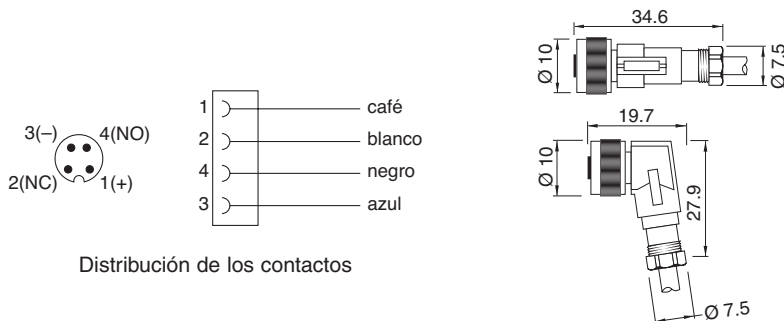 3(–) 4(NO)
2(NC) 1(+)
1 café
2 blanco
4 negro
3 azul
Distribución de los contactos
34.6
Ø 10
Ø 7.5
19.7
Ø 10
27.9
Ø 7.5